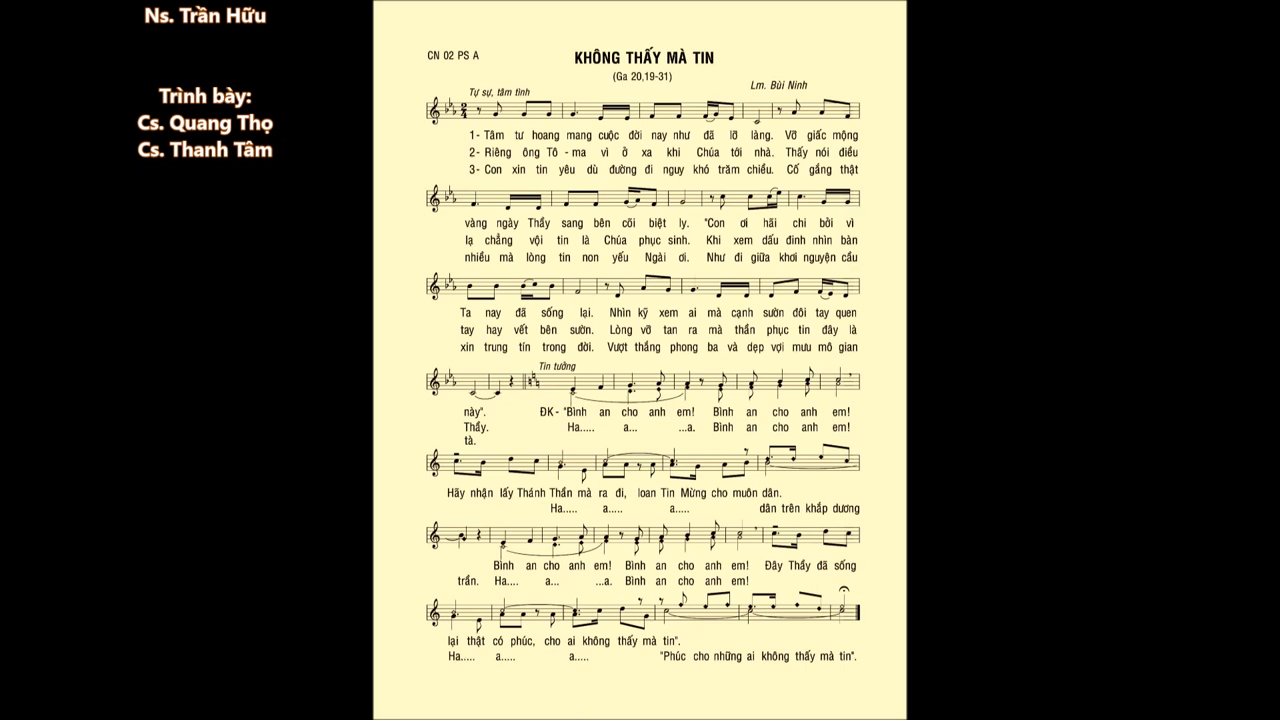 Ns. Trần Hữu
Trình bày:
Cs. Quang Thọ
Cs. Thanh Tâm
CN 02 PS A
KHÔNG THẤY MÀ TIN
(Ga 20,19-31)
Lm. Bùi Ninh
Tự sự, tâm tình
1- Tâm tư hoang mang cuộc đời nay như đã lỡ làng. Vỡ giấc mộng
2- Riêng ông Tô - ma vì ở xa khi Chúa tới nhà. Thấy nói điều
3- Con xin tin yêu dù đường đi nguy khó trăm chiều. Cố gắng thật
vàng ngày Thầy sang bên cõi biệt ly. "Con ơi hãi chi bởi vì
lạ chẳng vội tin là Chúa phục sinh. Khi xem dấu đinh nhìn bàn
nhiều mà lòng tin non yếu Ngài ơi. Như đi giữa khơi nguyện cầu
Ta nay đã sống lại. Nhìn kỹ xem ai mà cạnh sườn đôi tay quen
tay hay vết bên sườn. Lòng vỡ tan ra mà thần phục tin đây là
xin trung tín trong đời. Vượt thắng phong ba và dẹp vợi mưu mô gian
Tin tưởng
này". ĐK- "Bình an cho anh em! Bình an cho anh em!
Thầy. Ha..... a... ...a. Bình an cho anh em!
tà.
Hãy nhận lấy Thánh Thần mà ra đi, loan Tin Mừng cho muôn dân.
Ha..... a..... a..... dân trên khắp dương
Bình an cho anh em! Bình an cho anh em! Đây Thầy đã sống
trần. Ha.... a... ...a. Bình an cho anh em!
lại thật có phúc, cho ai không thấy mà tin".
Ha..... a..... a..... "Phúc cho những ai không thấy mà tin".